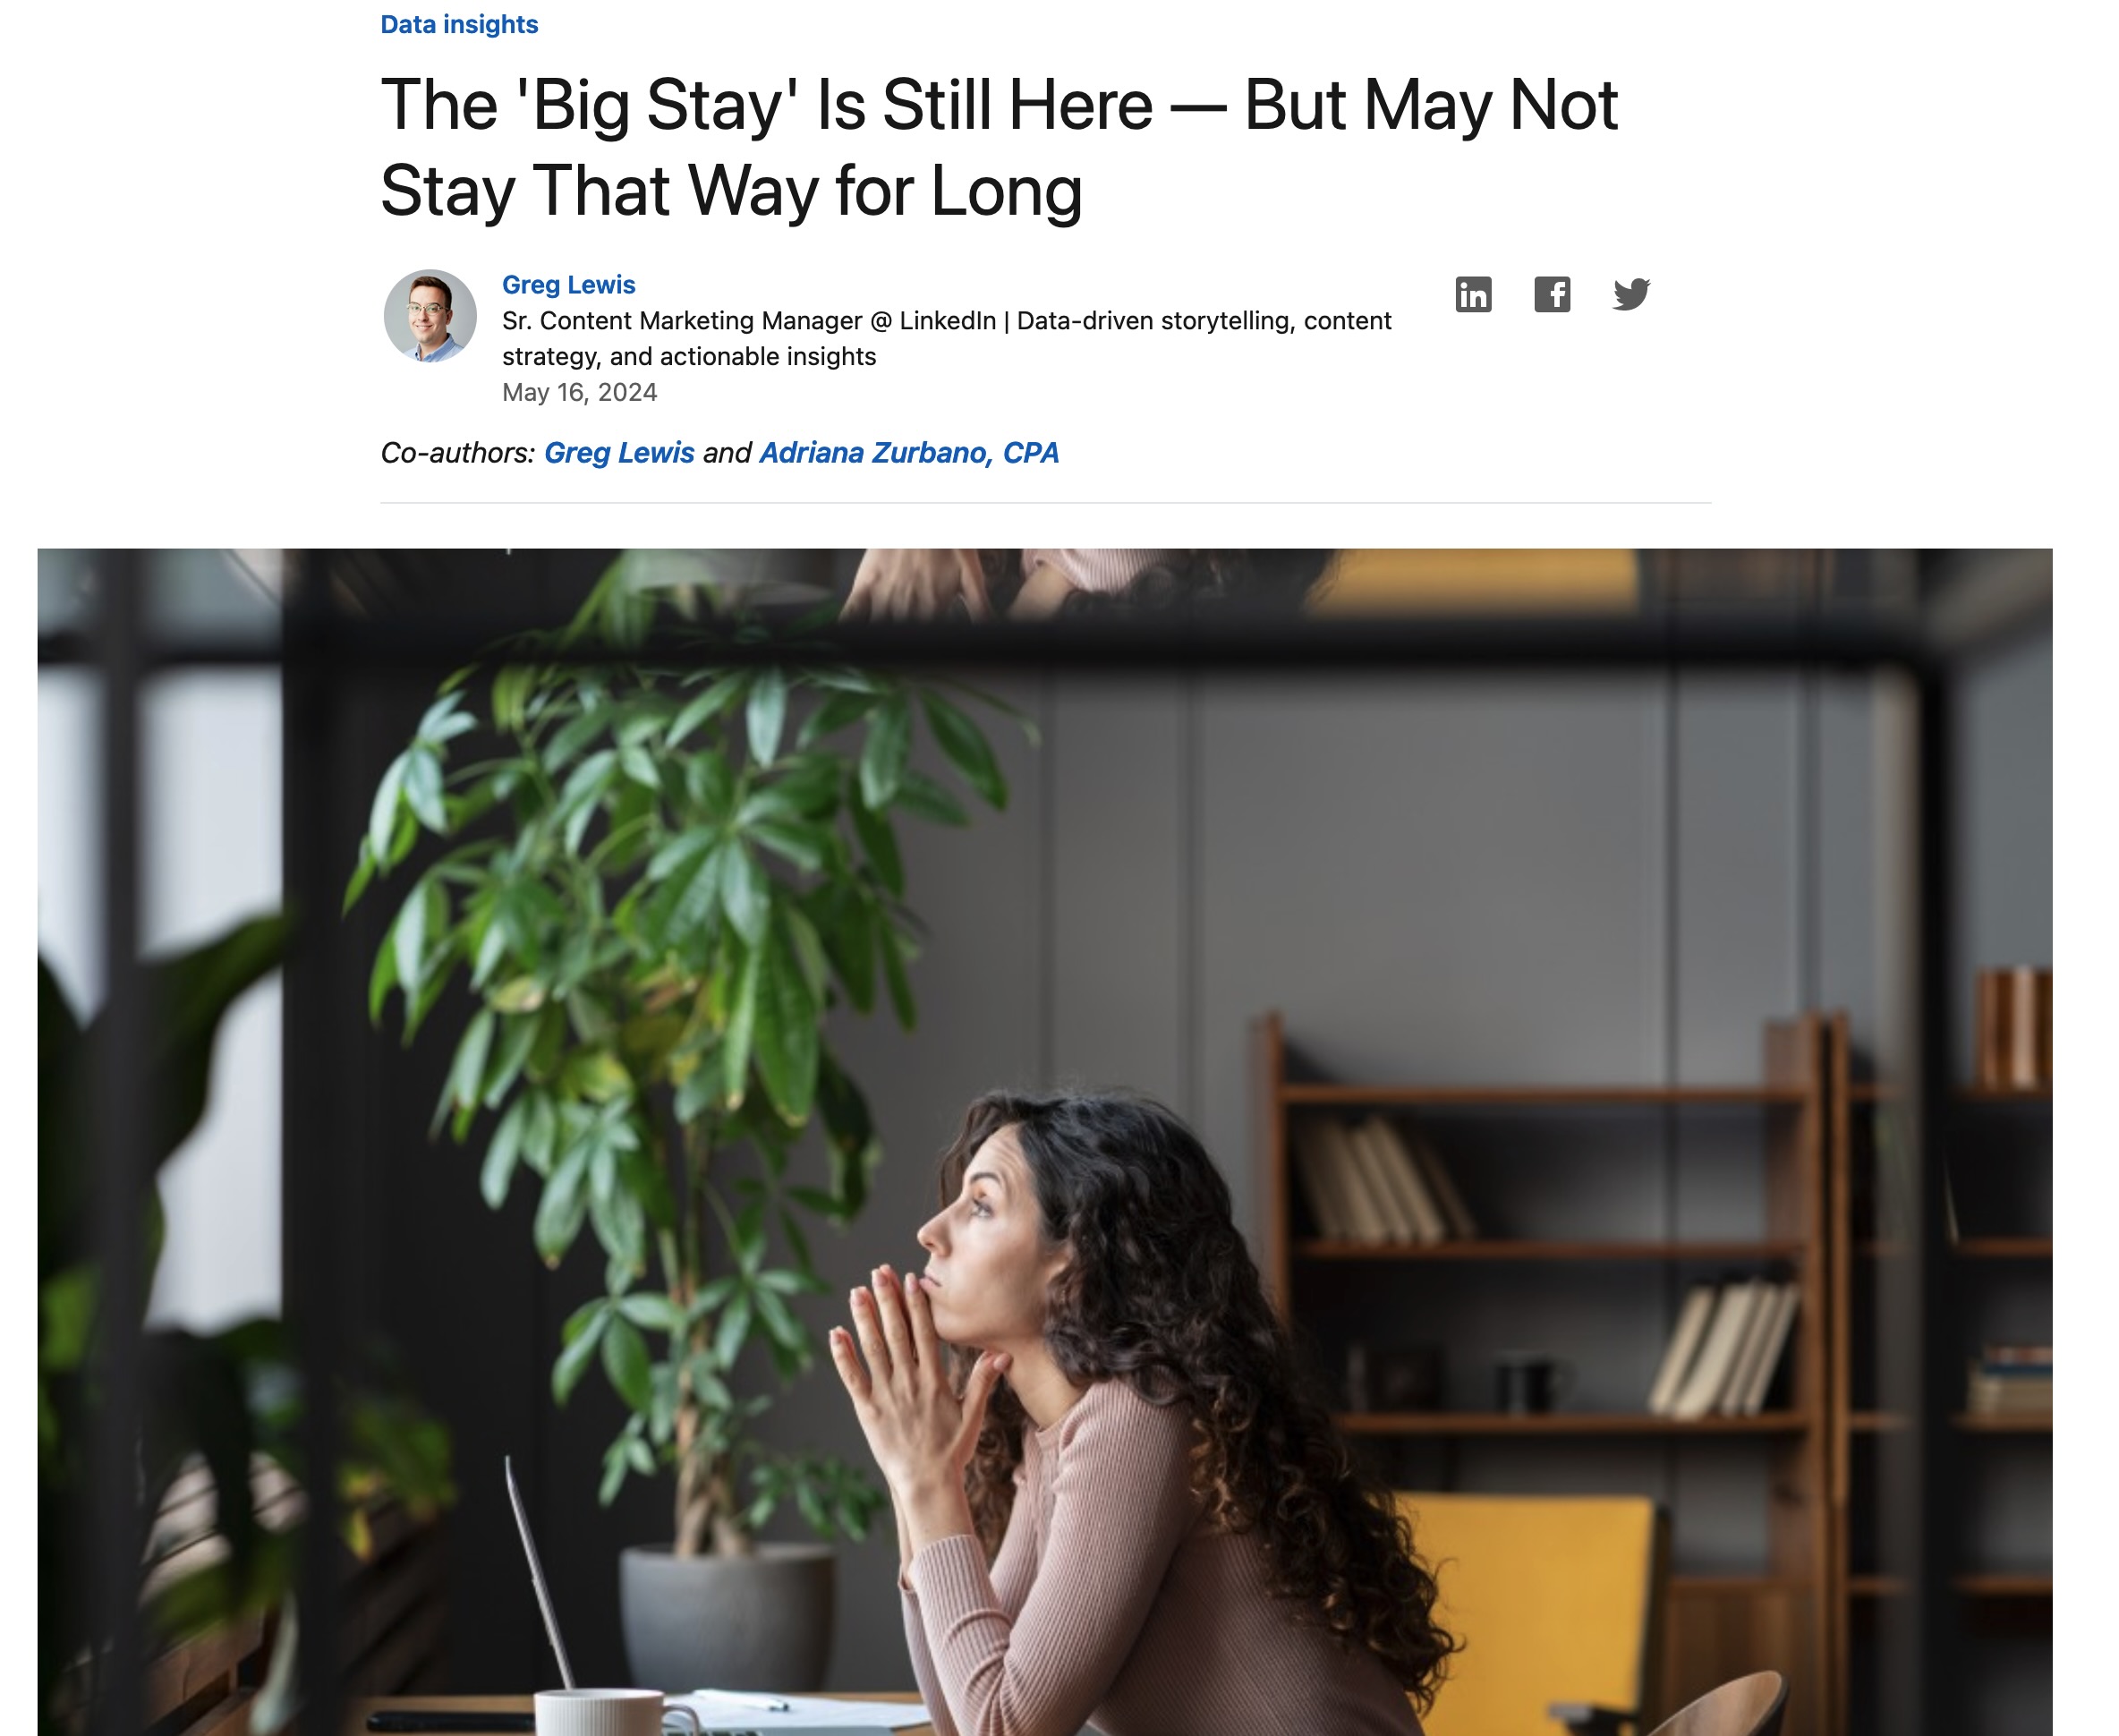 Data insights
The 'Big Stay' Is Still Here — But May Not
Stay That Way for Long
Greg Lewis
Sr. Content Marketing Manager @ LinkedIn | Data-driven storytelling, content
strategy, and actionable insights
May 16, 2024
Co-authors: Greg Lewis and Adriana Zurbano, CPA